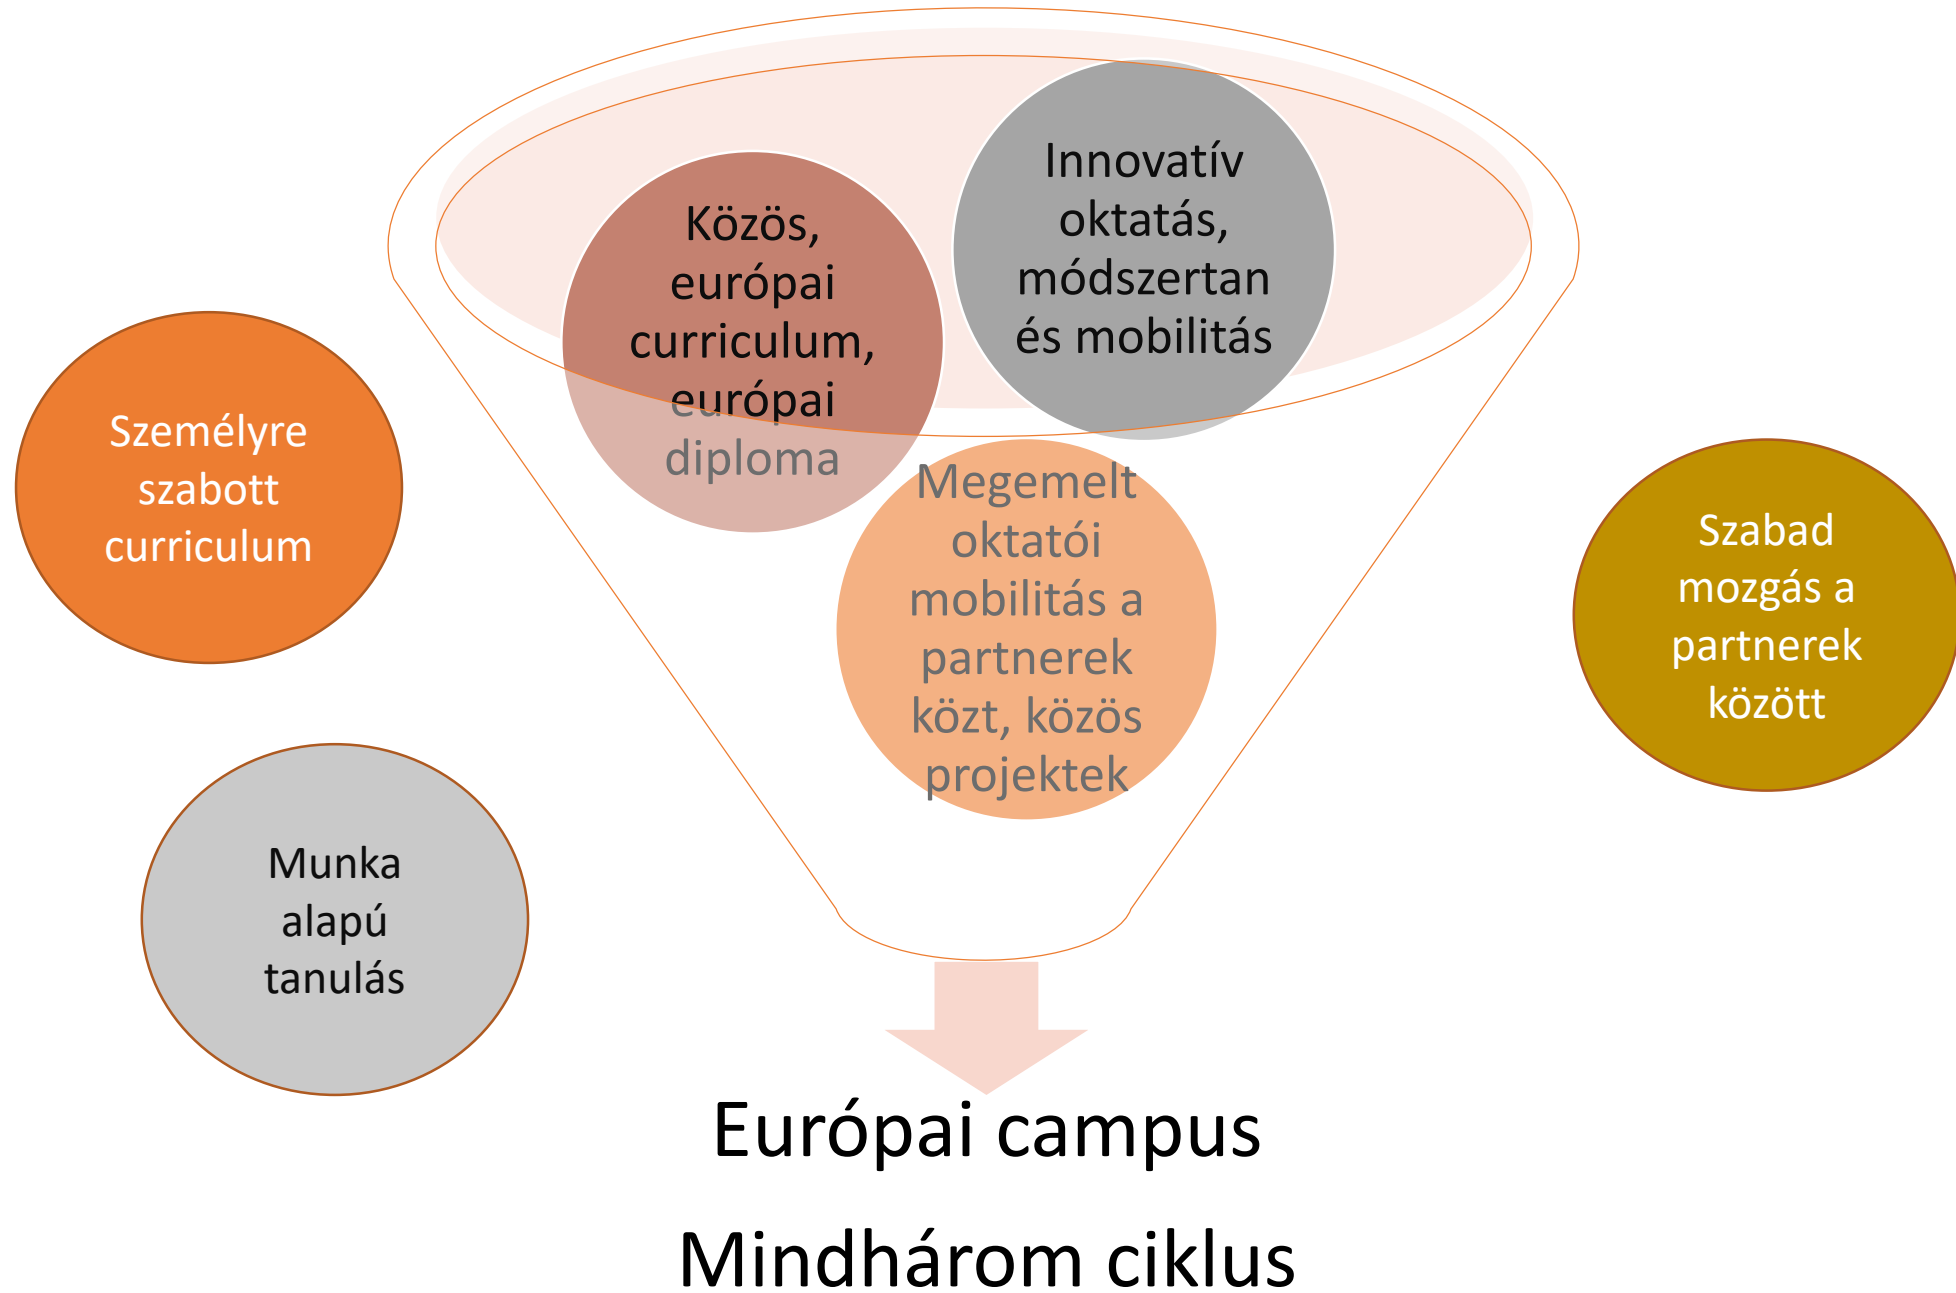 Innovatív
oktatás,
módszertan
és mobilitás
Közös,
európai
curriculum,
európai
diploma
Megemelt
oktatói
mobilitás a
partnerek
közt, közös
projektek
Személyre
szabott
curriculum
Szabad
mozgás a
partnerek
között
Munka
alapú
tanulás
Európai campus
Mindhárom ciklus